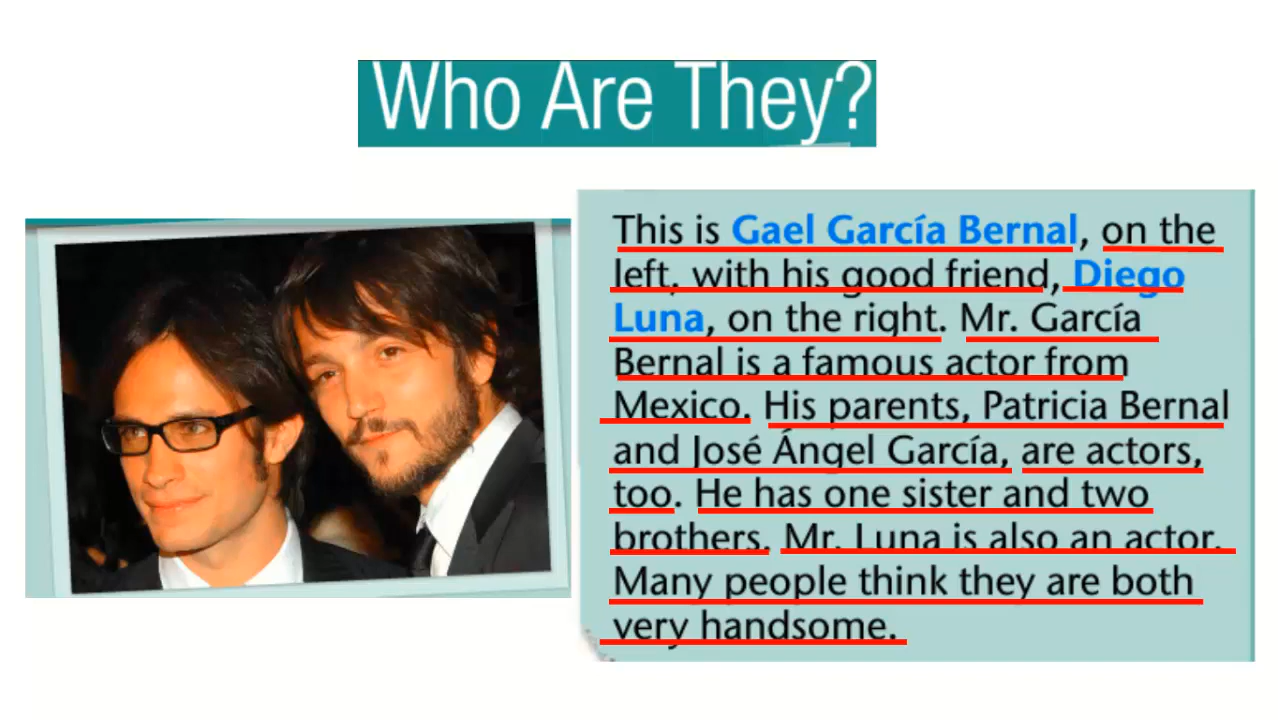 Who Are They?
This is Gael García Bernal, on the
left, with his good friend, Diego
Luna, on the right. Mr. García
Bernal is a famous actor from
Mexico. His parents, Patricia Bernal
and José Ángel García, are actors,
too. He has one sister and two
brothers. Mr. Luna is also an actor.
Many people think they are both
very handsome.